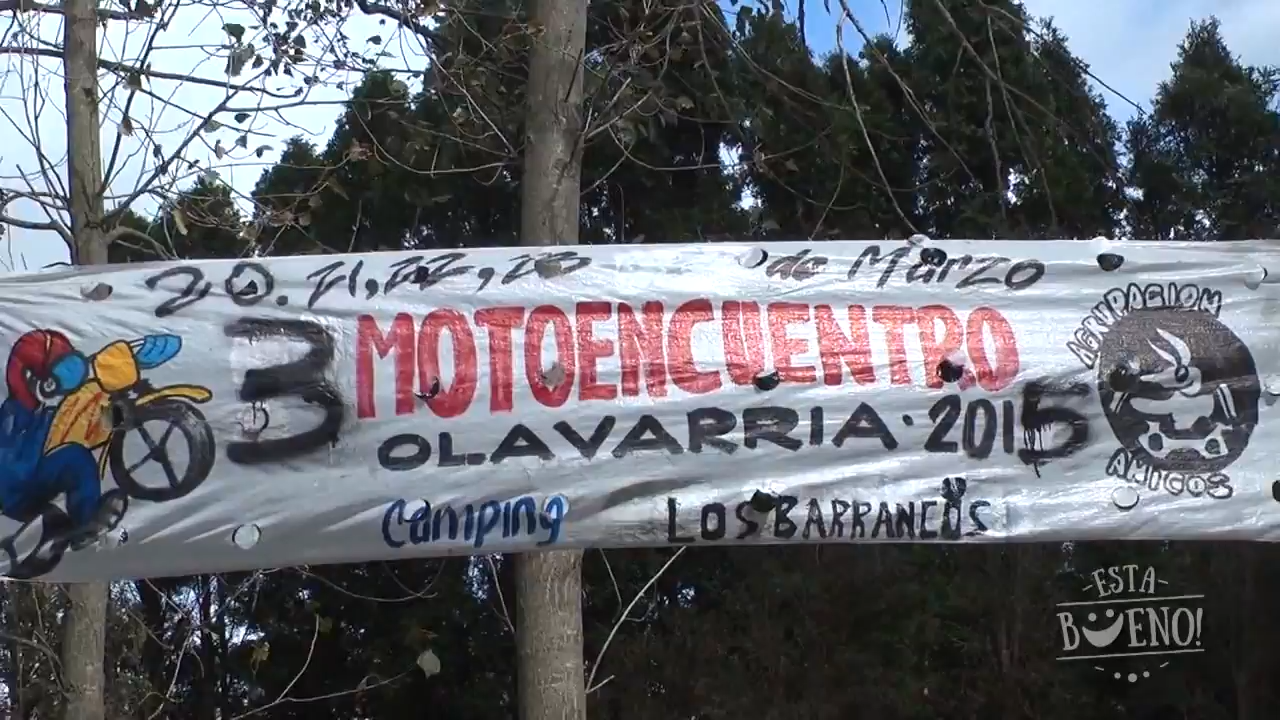 20.21,22,23 de Marzo
3 MOTOENCUENTRO
OLAVARRIA·2015
Camping LOS BARRANCOS
AGRUPACION
AMIGOS
ESTA
BUENO!